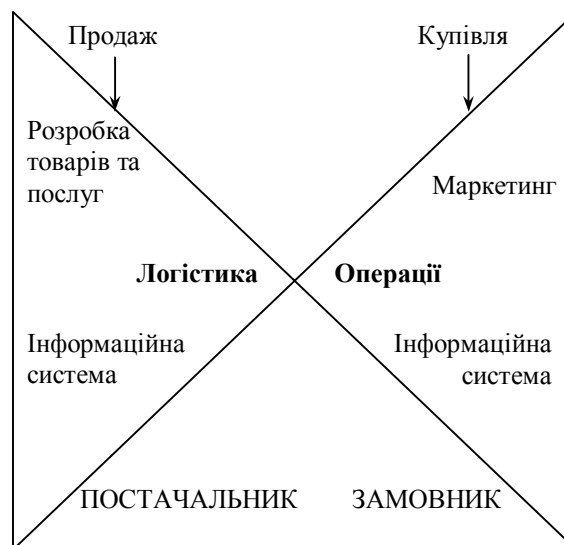 Продаж
Купівля
Розробка
товарів та
послуг
Маркетинг
Логістика
Операції
Інформаційна
система
Інформаційна
система
ПОСТАЧАЛЬНИК
ЗАМОВНИК